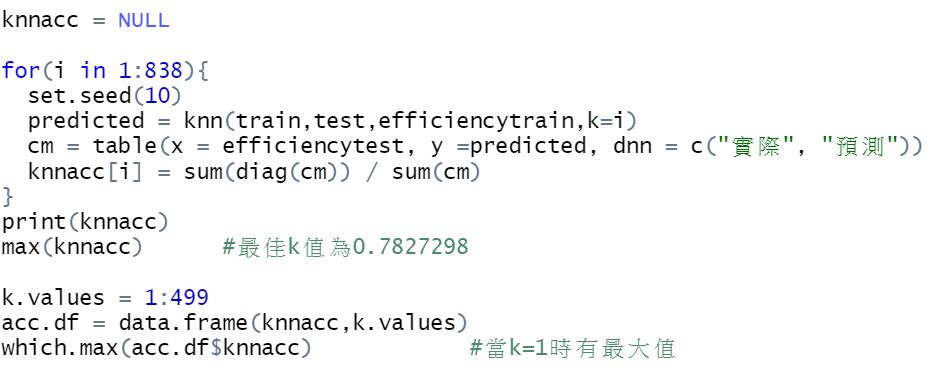 knnacc = NULL
for(i in 1:838){
set.seed(10)
predicted = knn(train,test,efficiencytrain,k=i)
cm = table(x = efficiencytest, y =predicted, dnn = c("實際", "預測"))
knnacc[i] = sum(diag(cm)) / sum(cm)
}
print(knnacc)
max(knnacc) #最佳k值為0.7827298
k.values = 1:499
acc.df = data.frame(knnacc,k.values)
which.max(acc.df$knnacc) #當k=1時有最大值